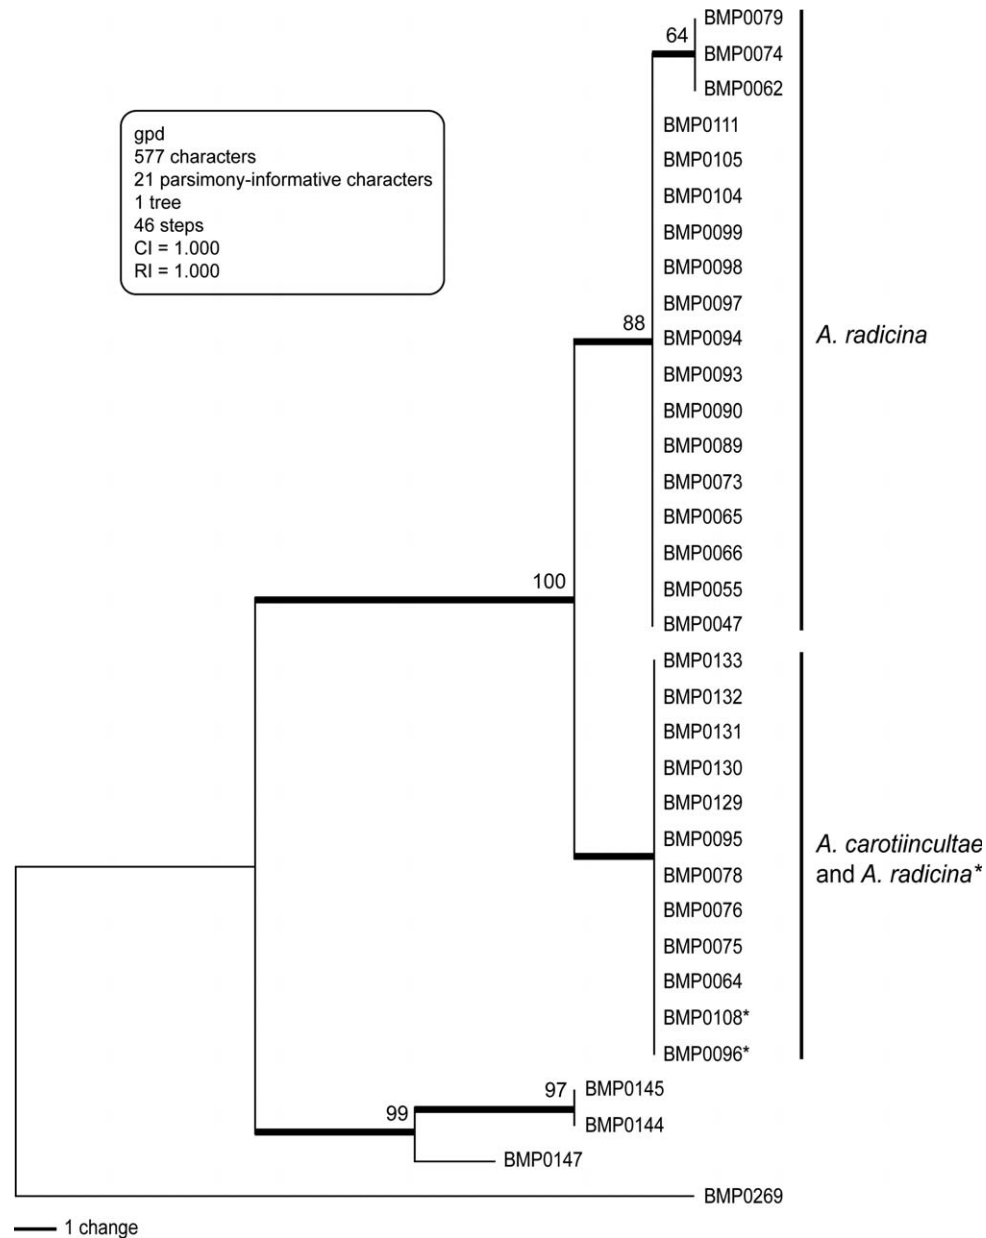 BMP0079
64
BMP0074
BMP0062
gpd
577 characters
21 parsimony-informative characters
1 tree
46 steps
CI = 1.000
RI = 1.000
BMP0111
BMP0105
BMP0104
BMP0099
BMP0098
BMP0097
88
BMP0094
A. radicina
BMP0093
BMP0090
BMP0089
BMP0073
BMP0065
BMP0066
100
BMP0055
BMP0047
BMP0133
BMP0132
BMP0131
BMP0130
BMP0129
BMP0095
BMP0078
BMP0076
BMP0075
BMP0064
BMP0108*
BMP0096*
A. carotiincultae
and A. radicina*
97
BMP0145
99
BMP0144
BMP0147
BMP0269
1 change